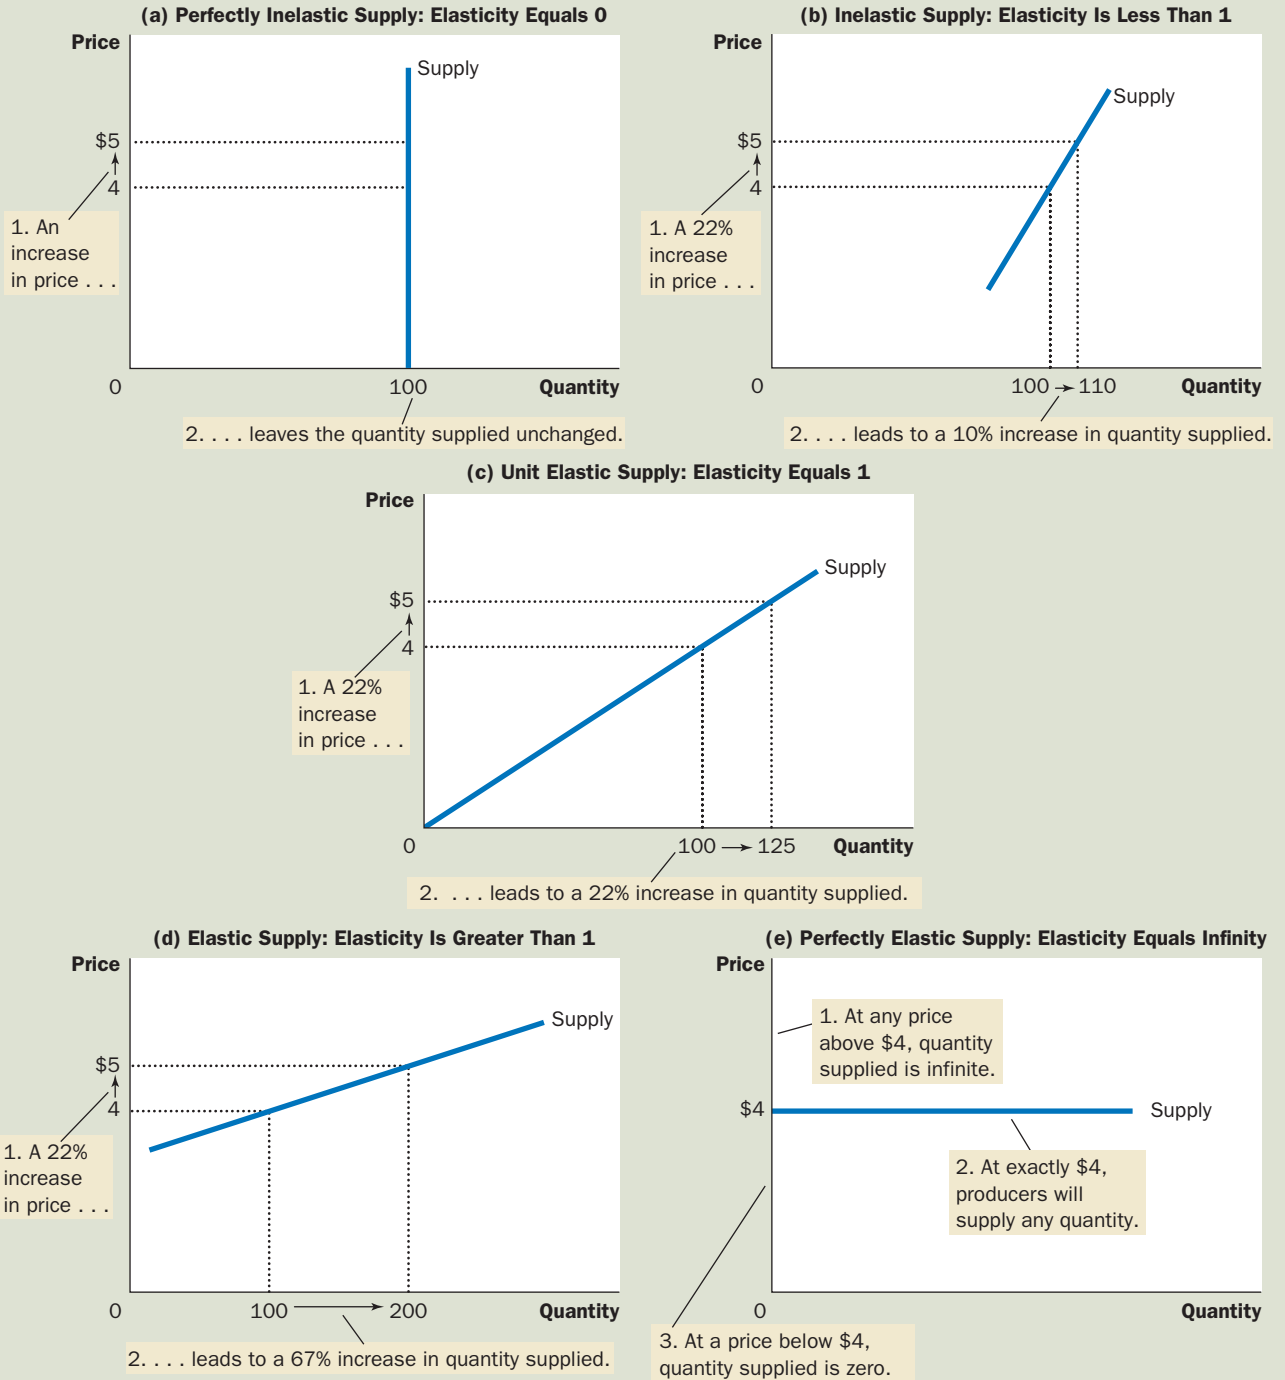 (a) Perfectly Inelastic Supply: Elasticity Equals 0
Price
Supply
$5
4
1. An
increase
in price . . .
0
100
Quantity
2. . . . leaves the quantity supplied unchanged.
(b) Inelastic Supply: Elasticity Is Less Than 1
Price
Supply
$5
4
1. A 22%
increase
in price . . .
0
100
110
Quantity
2. . . . leads to a 10% increase in quantity supplied.
(c) Unit Elastic Supply: Elasticity Equals 1
Price
Supply
$5
4
1. A 22%
increase
in price . . .
0
100
125
Quantity
2. . . . leads to a 22% increase in quantity supplied.
(d) Elastic Supply: Elasticity Is Greater Than 1
Price
Supply
$5
4
1. A 22%
increase
in price . . .
0
100
200
Quantity
2. . . . leads to a 67% increase in quantity supplied.
(e) Perfectly Elastic Supply: Elasticity Equals Infinity
Price
1. At any price
above $4, quantity
supplied is infinite.
$4
Supply
2. At exactly $4,
producers will
supply any quantity.
0
Quantity
3. At a price below $4,
quantity supplied is zero.